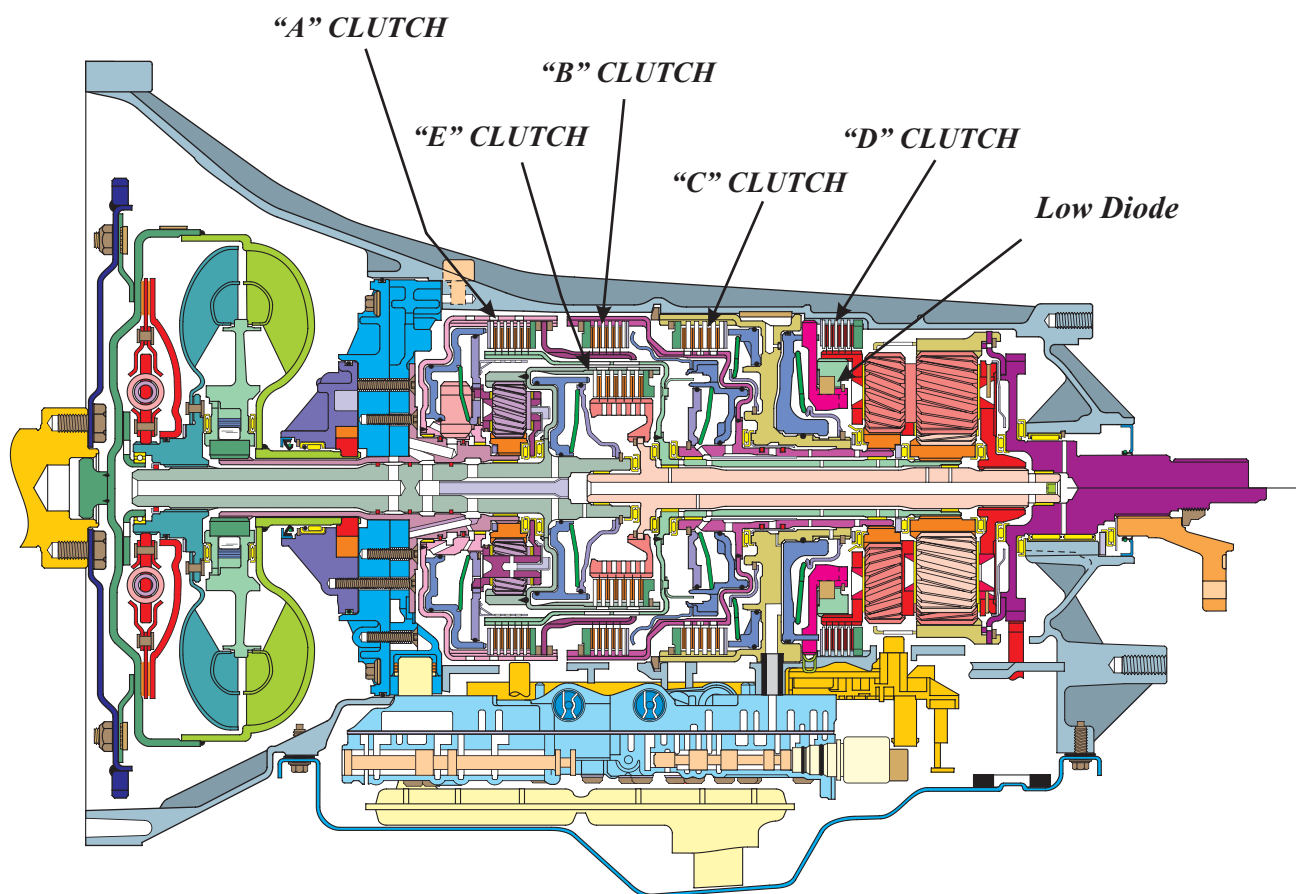 “A” CLUTCH
“B” CLUTCH
“E” CLUTCH
“D” CLUTCH
“C” CLUTCH
Low Diode